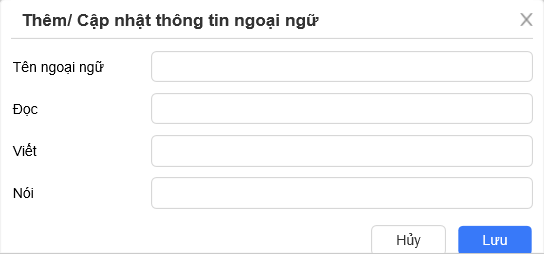 Thêm/ Cập nhật thông tin ngoại ngữ
X
Tên ngoại ngữ
Đọc
Viết
Nói
Hủy
Lưu